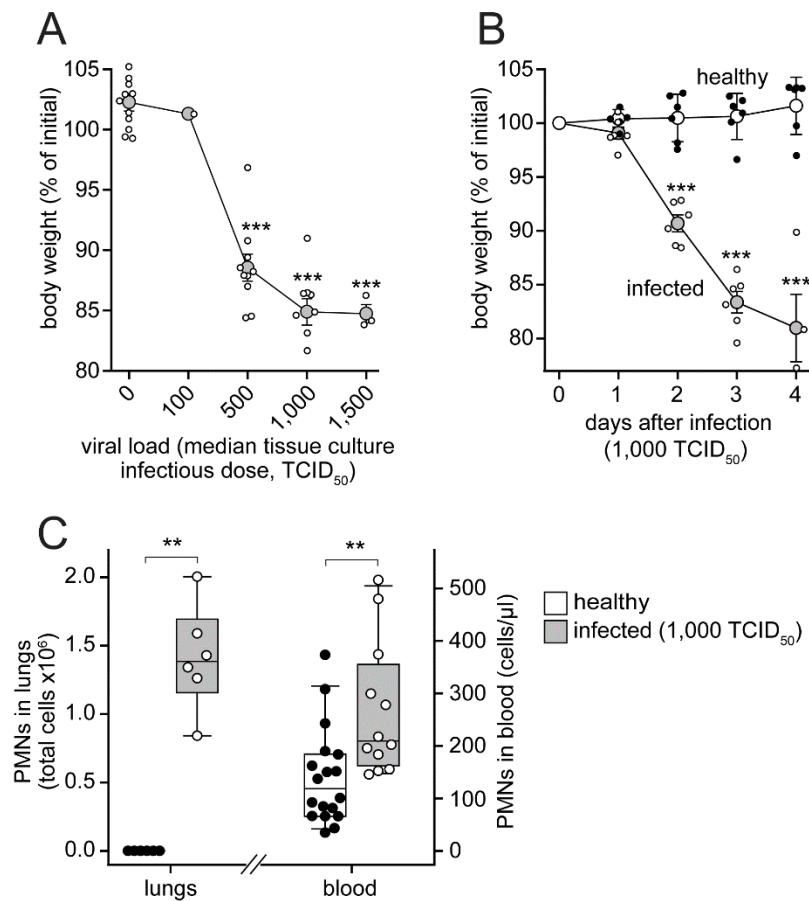 A
body weight (% of initial)
105
100
95
90
85
80
***
***
***
0
100
500
1,000
1,500
viral load (median tissue culture
infectious dose, TCID50)
B
body weight (% of initial)
105
100
95
90
85
80
healthy
***
***
infected
***
0
1
2
3
4
days after infection
(1,000 TCID50)
C
PMNs in lungs
(total cells x10⁶)
2.0
1.5
1.0
0.5
0.0
**
**
500
400
300
200
100
0
PMNs in blood (cells/µl)
lungs
blood
healthy
infected (1,000 TCID50)